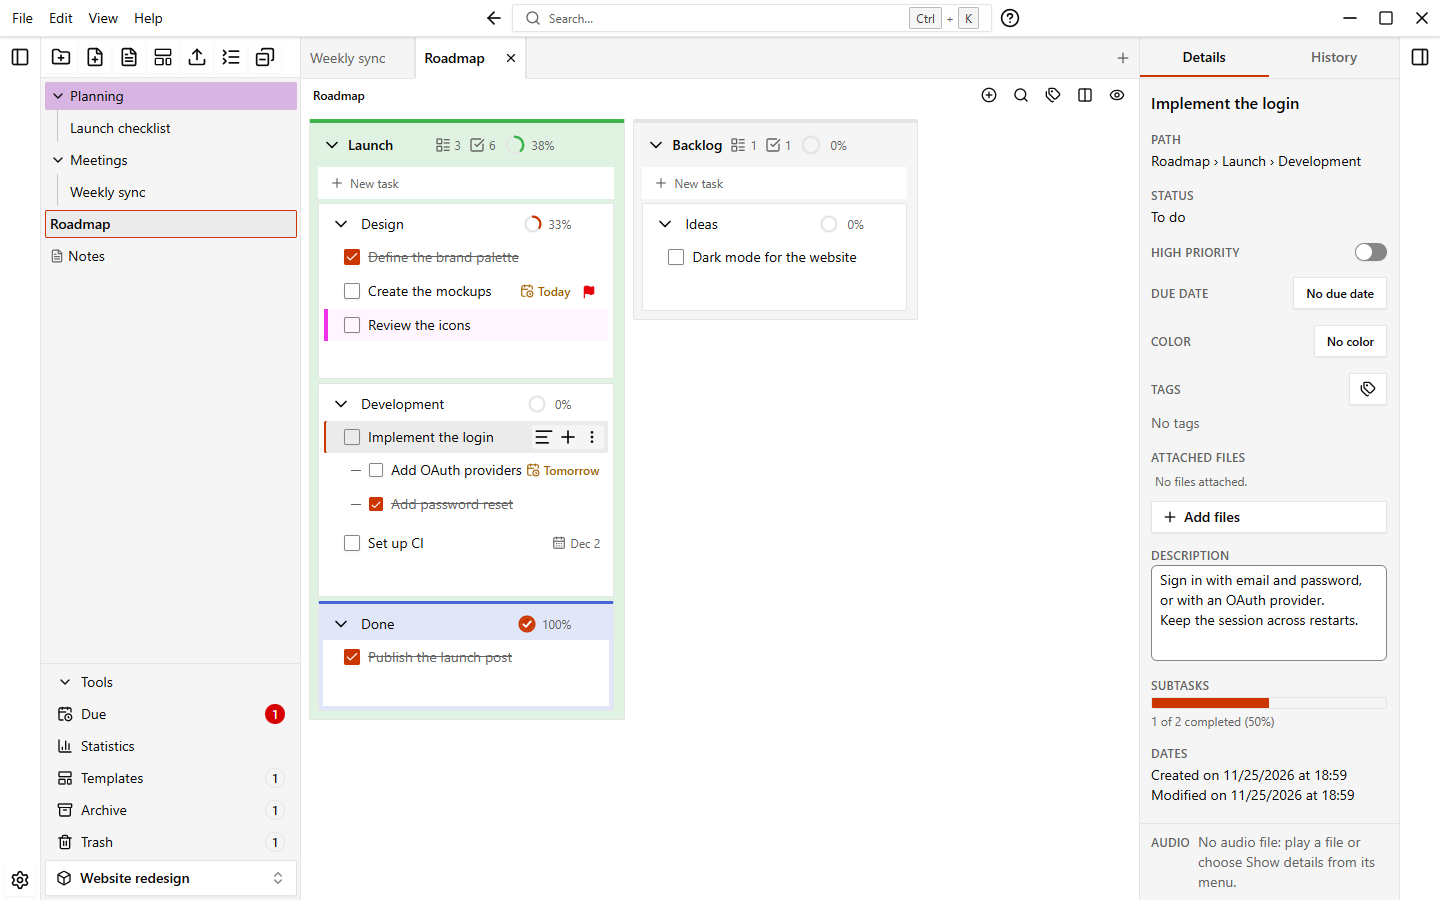 File Edit View Help
Search...
Ctrl + K
Weekly sync
Roadmap
Details
History
Planning
Launch checklist
Meetings
Weekly sync
Roadmap
Notes
Tools
Due 1
Statistics
Templates 1
Archive 1
Trash 1
Website redesign
Roadmap
Launch 3 6 38%
New task
Design 33%
Define the brand palette
Create the mockups Today
Review the icons
Development 0%
Implement the login
Add OAuth providers Tomorrow
Add password reset
Set up CI Dec 2
Done 100%
Publish the launch post
Backlog 1 1 0%
New task
Ideas 0%
Dark mode for the website
Implement the login
PATH
Roadmap › Launch › Development
STATUS
To do
HIGH PRIORITY
DUE DATE No due date
COLOR No color
TAGS
No tags
ATTACHED FILES
No files attached.
Add files
DESCRIPTION
Sign in with email and password,
or with an OAuth provider.
Keep the session across restarts.
SUBTASKS
1 of 2 completed (50%)
DATES
Created on 11/25/2026 at 18:59
Modified on 11/25/2026 at 18:59
AUDIO No audio file: play a file or
choose Show details from its
menu.